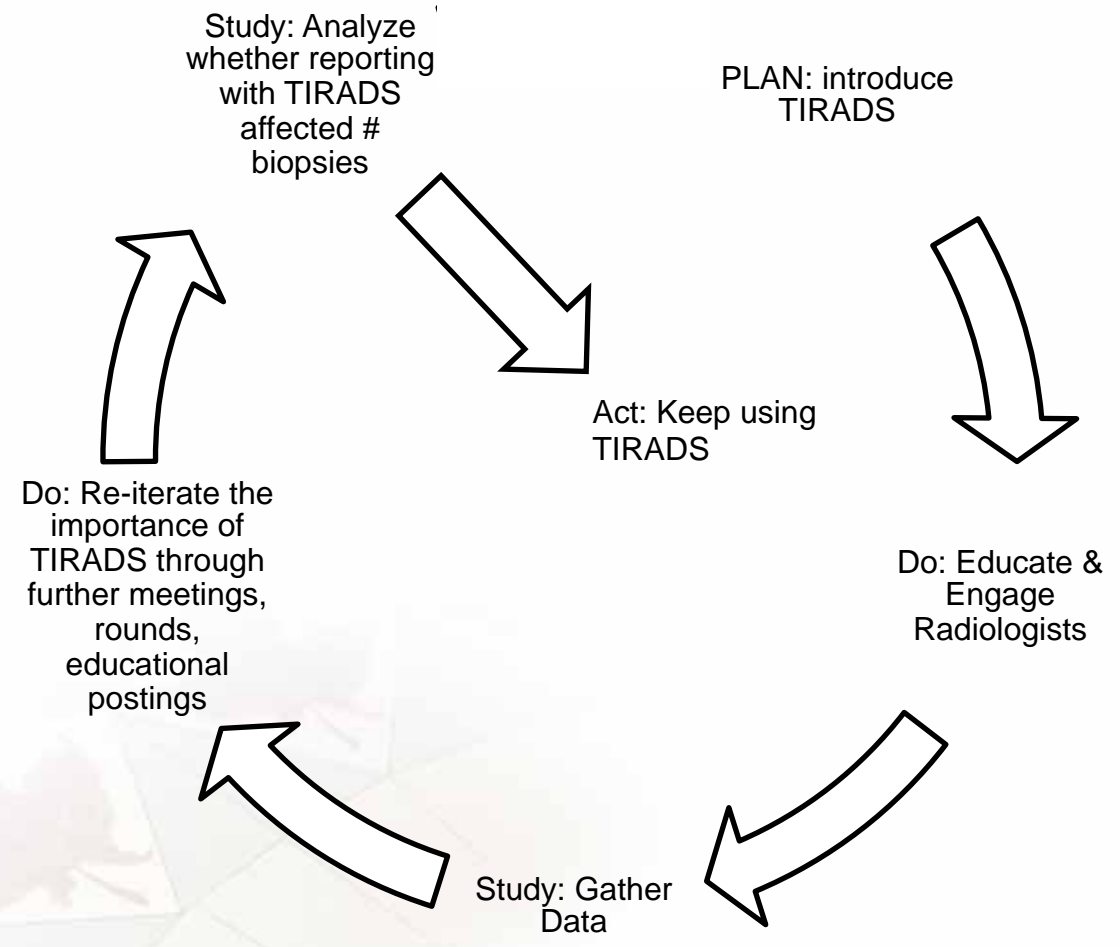 Study: Analyze
whether reporting
with TIRADS
affected #
biopsies
PLAN: introduce
TIRADS
Act: Keep using
TIRADS
Do: Re-iterate the
importance of
TIRADS through
further meetings,
rounds,
educational
postings
Do: Educate &
Engage
Radiologists
Study: Gather
Data